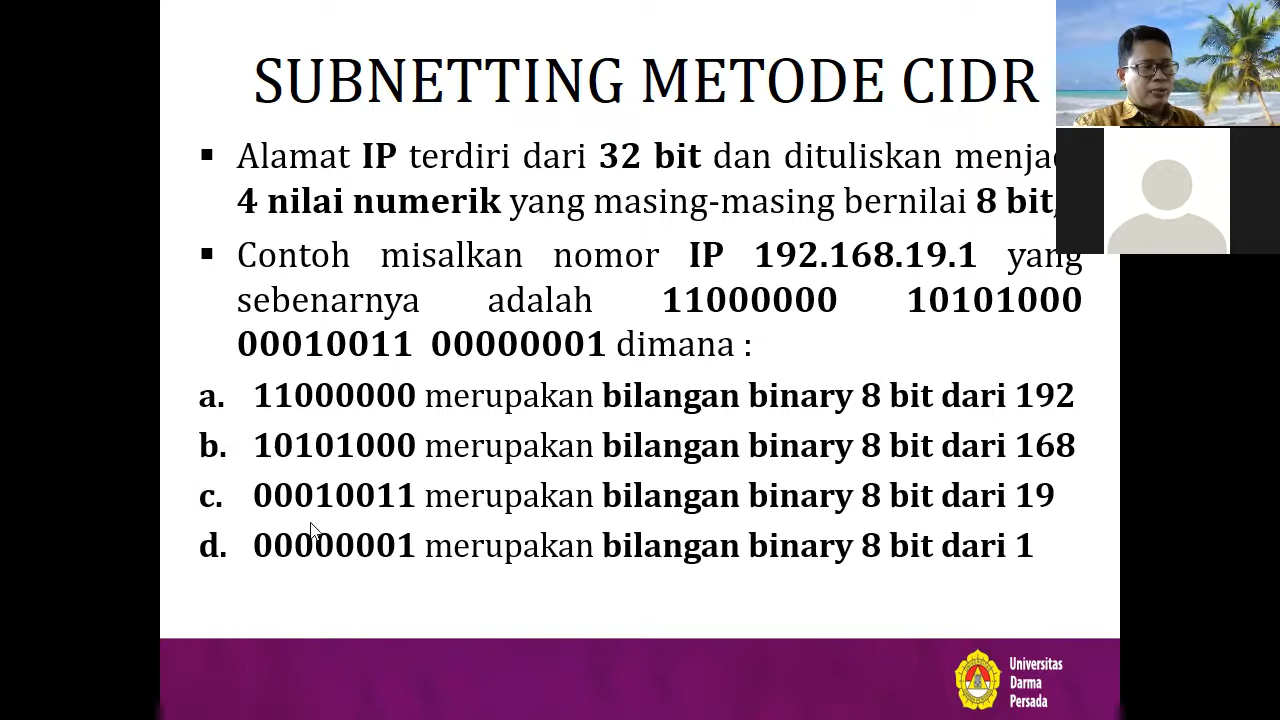 SUBNETTING METODE CIDR
▪ Alamat IP terdiri dari 32 bit dan dituliskan
4 nilai numerik yang masing-masing bernilai 8 bit,
▪ Contoh misalkan nomor IP 192.168.19.1 yang
sebenarnya adalah 11000000 10101000
00010011 00000001 dimana :
a. 11000000 merupakan bilangan binary 8 bit dari 192
b. 10101000 merupakan bilangan binary 8 bit dari 168
c. 00010011 merupakan bilangan binary 8 bit dari 19
d. 00000001 merupakan bilangan binary 8 bit dari 1
Universitas
Darma
Persada